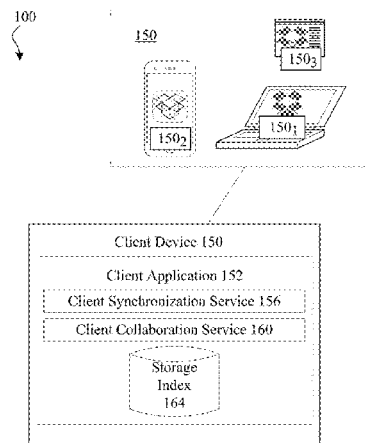 100
150
150₃
150₂
150₁
Client Device 150
Client Application 152
Client Synchronization Service 156
Client Collaboration Service 160
Storage
Index
164